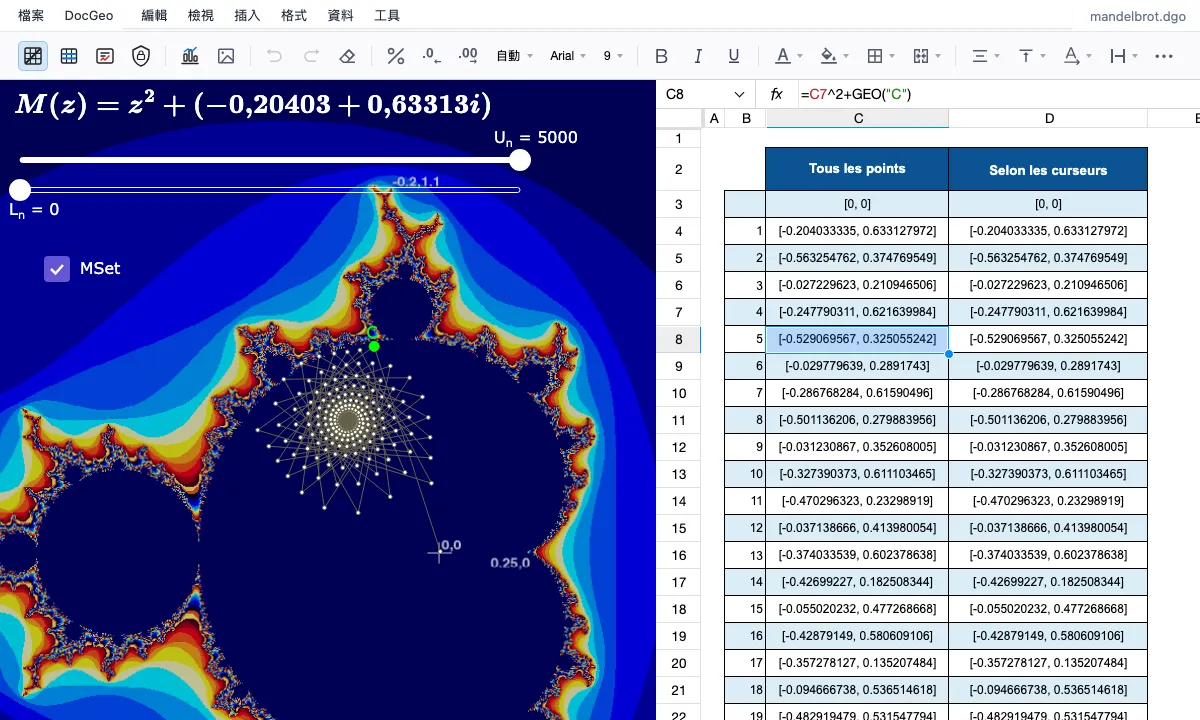 檔案 DocGeo 編輯 檢視 插入 格式 資料 工具 mandelbrot.dgo
% .0 .00 自動 Arial 9 B I U A A
M(z) = z² + (−0,20403 + 0,63313i)
Uₙ = 5000
-0.2,1.1
Lₙ = 0
MSet
C
0,0
0.25,0
C8 fx =C7^2+GEO("C")
A B C D E
1
2 Tous les points Selon les curseurs
3 [0, 0] [0, 0]
4 1 [-0.204033335, 0.633127972] [-0.204033335, 0.633127972]
5 2 [-0.563254762, 0.374769549] [-0.563254762, 0.374769549]
6 3 [-0.027229623, 0.210946506] [-0.027229623, 0.210946506]
7 4 [-0.247790311, 0.621639984] [-0.247790311, 0.621639984]
8 5 [-0.529069567, 0.325055242] [-0.529069567, 0.325055242]
9 6 [-0.029779639, 0.2891743] [-0.029779639, 0.2891743]
10 7 [-0.286768284, 0.61590496] [-0.286768284, 0.61590496]
11 8 [-0.501136206, 0.279883956] [-0.501136206, 0.279883956]
12 9 [-0.031230867, 0.352608005] [-0.031230867, 0.352608005]
13 10 [-0.327390373, 0.611103465] [-0.327390373, 0.611103465]
14 11 [-0.470296323, 0.23298919] [-0.470296323, 0.23298919]
15 12 [-0.037138666, 0.413980054] [-0.037138666, 0.413980054]
16 13 [-0.374033539, 0.602378638] [-0.374033539, 0.602378638]
17 14 [-0.42699227, 0.182508344] [-0.42699227, 0.182508344]
18 15 [-0.055020232, 0.477268668] [-0.055020232, 0.477268668]
19 16 [-0.42879149, 0.580609106] [-0.42879149, 0.580609106]
20 17 [-0.357278127, 0.135207484] [-0.357278127, 0.135207484]
21 18 [-0.094666738, 0.536514618] [-0.094666738, 0.536514618]
22 19 [-0.482919479, 0.531547794] [-0.482919479, 0.531547794]